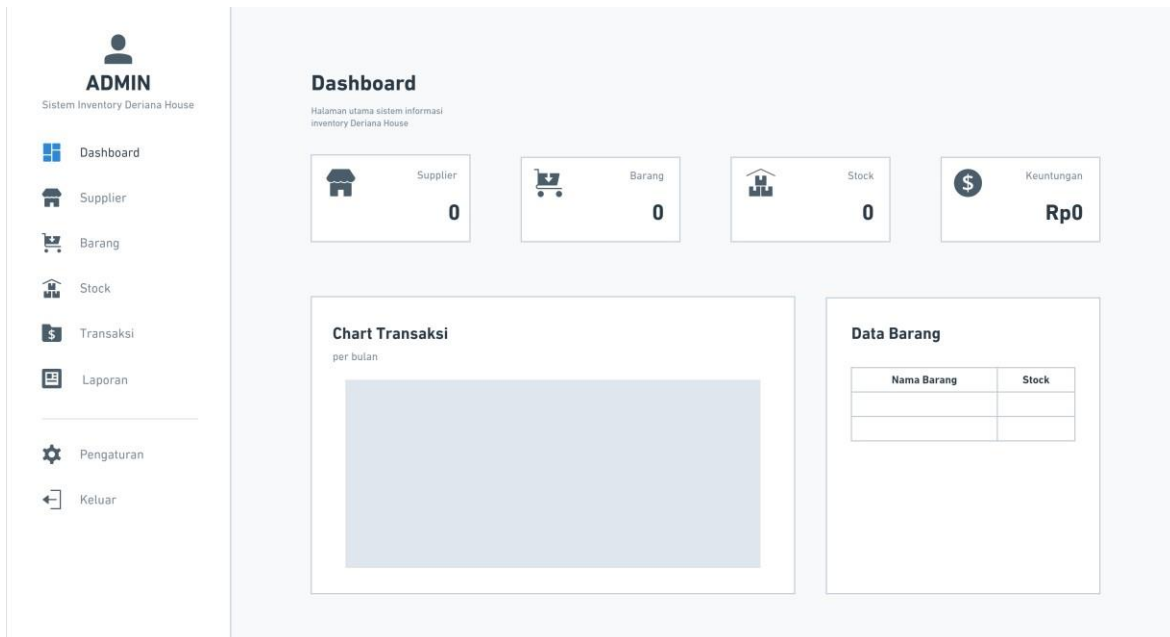 ADMIN
Sistem Inventory Deriana House
Dashboard
Supplier
Barang
Stock
Transaksi
Laporan
Pengaturan
Keluar
Dashboard
Halaman utama sistem informasi
inventory Deriana House
Supplier
0
Barang
0
Stock
0
Keuntungan
Rp0
Chart Transaksi
per bulan
Data Barang
Nama Barang Stock